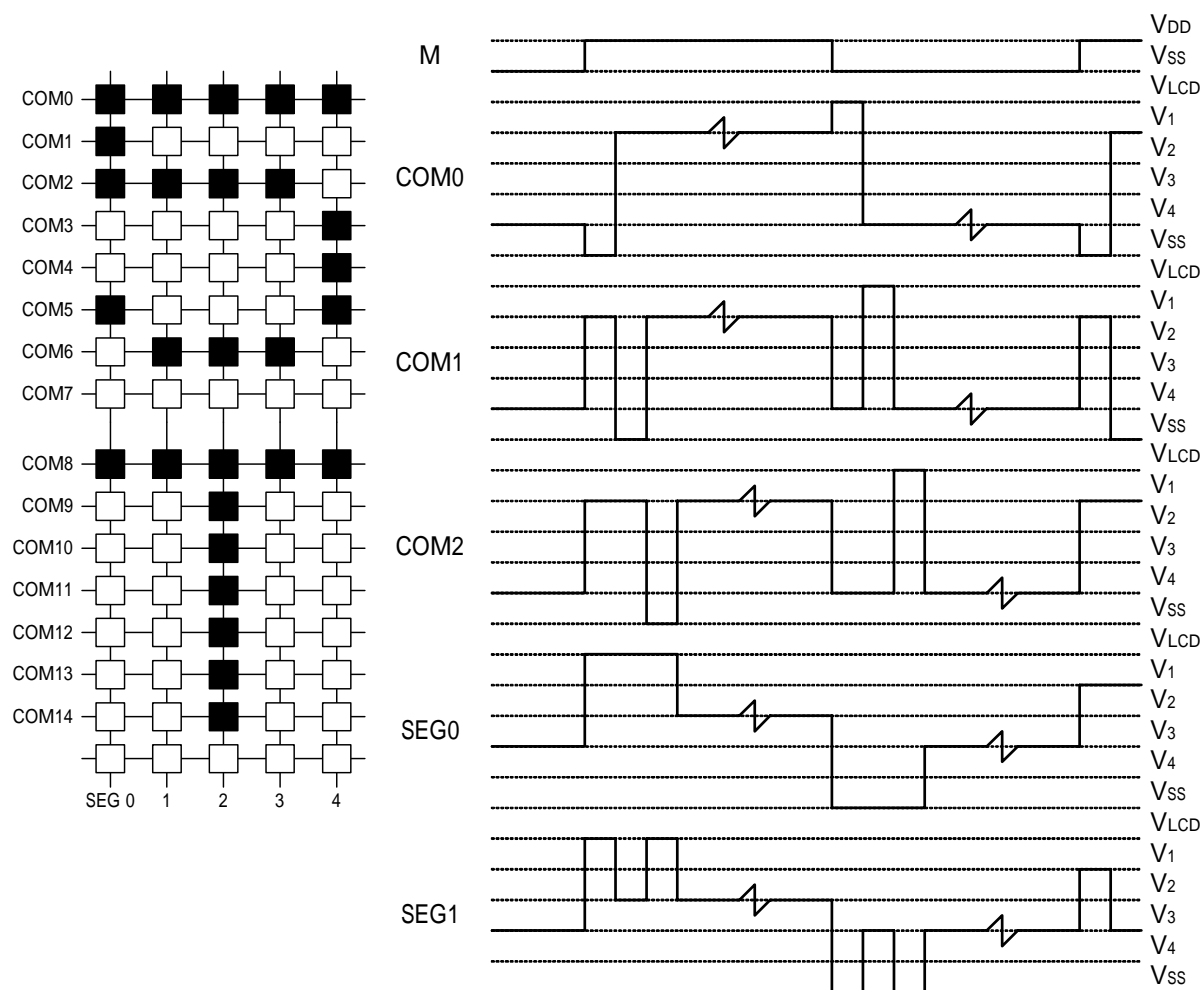 COM0
COM1
COM2
COM3
COM4
COM5
COM6
COM7
COM8
COM9
COM10
COM11
COM12
COM13
COM14
SEG 0 1 2 3 4
M
VDD
VSS
COM0
VLCD
V1
V2
V3
V4
VSS
COM1
VLCD
V1
V2
V3
V4
VSS
COM2
VLCD
V1
V2
V3
V4
VSS
SEG0
VLCD
V1
V2
V3
V4
VSS
SEG1
VLCD
V1
V2
V3
V4
VSS